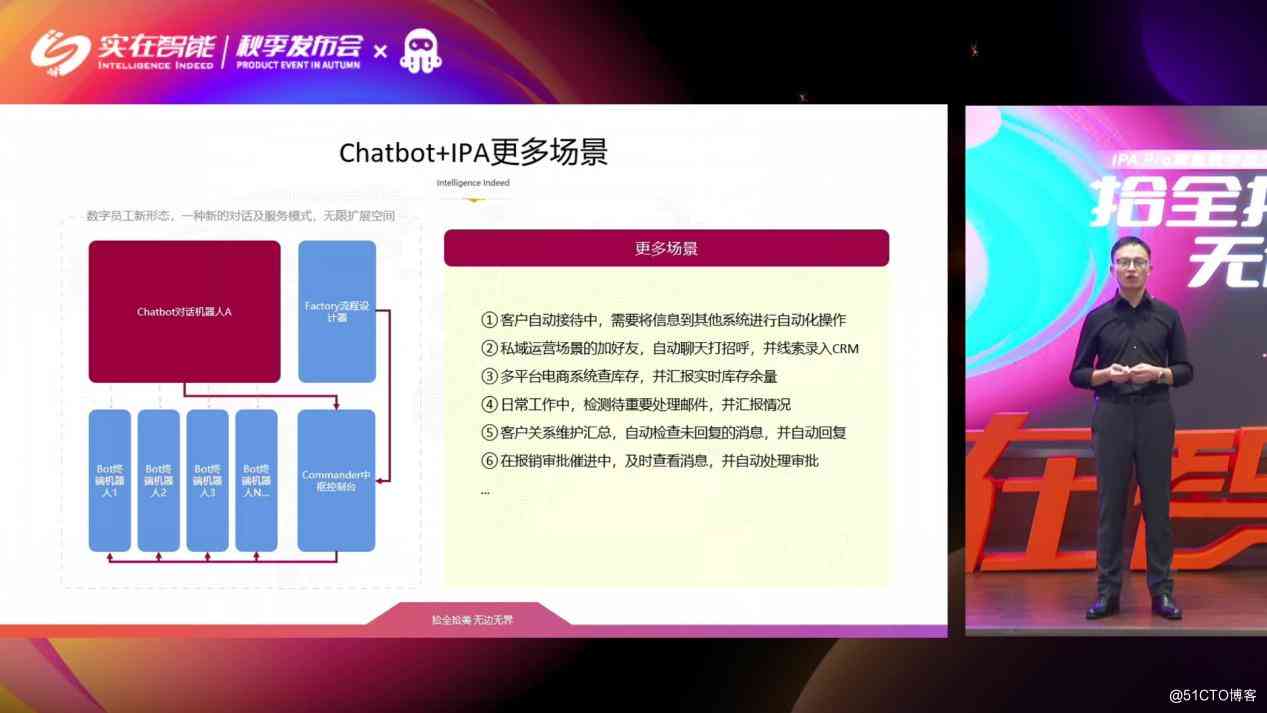 实在智能 | 秋季发布会 ×
INTELLIGENCE INDEED PRODUCT EVENT IN AUTUMN
Chatbot+IPA更多场景
Intelligence Indeed
数字员工新形态，一种新的对话及服务模式，无限扩展空间
Chatbot对话机器人A
Factory流程设
计器
Bot终
端机器
人1
Bot终
端机器
人2
Bot终
端机器
人3
Bot终
端机器
人N...
Commander中
枢控制台
更多场景
①客户自动接待中，需要将信息到其他系统进行自动化操作
②私域运营场景的加好友，自动聊天打招呼，并线索录入CRM
③多平台电商系统查库存，并汇报实时库存余量
④日常工作中，检测待重要处理邮件，并汇报情况
⑤客户关系维护汇总，自动检查未回复的消息，并自动回复
⑥在报销审批催进中，及时查看消息，并自动处理审批
...
拾全拾美 无边无界
IPA Pro
拾全
无
在智
@51CTO博客